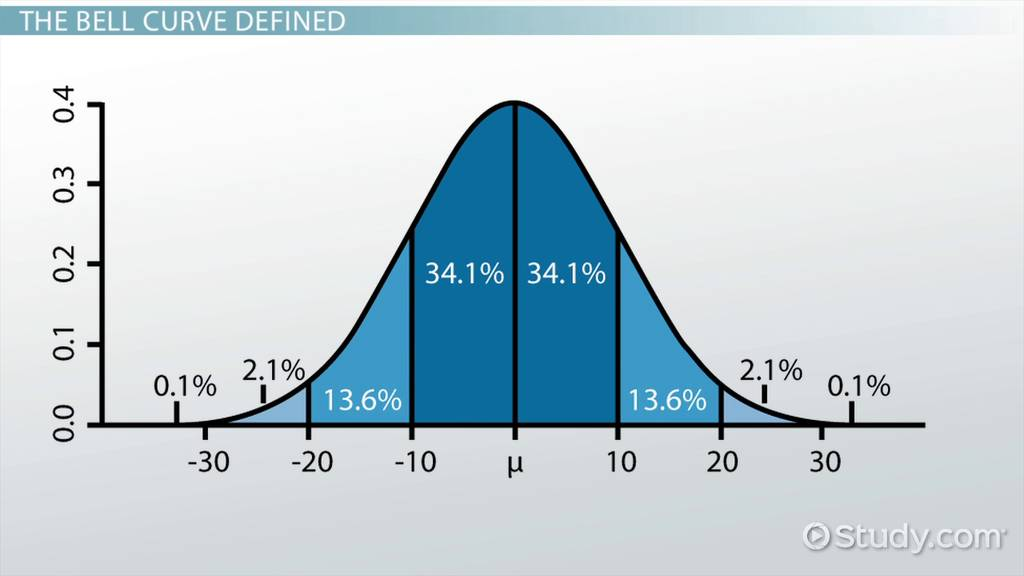 THE BELL CURVE DEFINED
0.4
0.3
0.2
0.1
0.0
34.1% 34.1%
0.1% 2.1% 13.6% 13.6% 2.1% 0.1%
-30 -20 -10 μ 10 20 30
Study.com